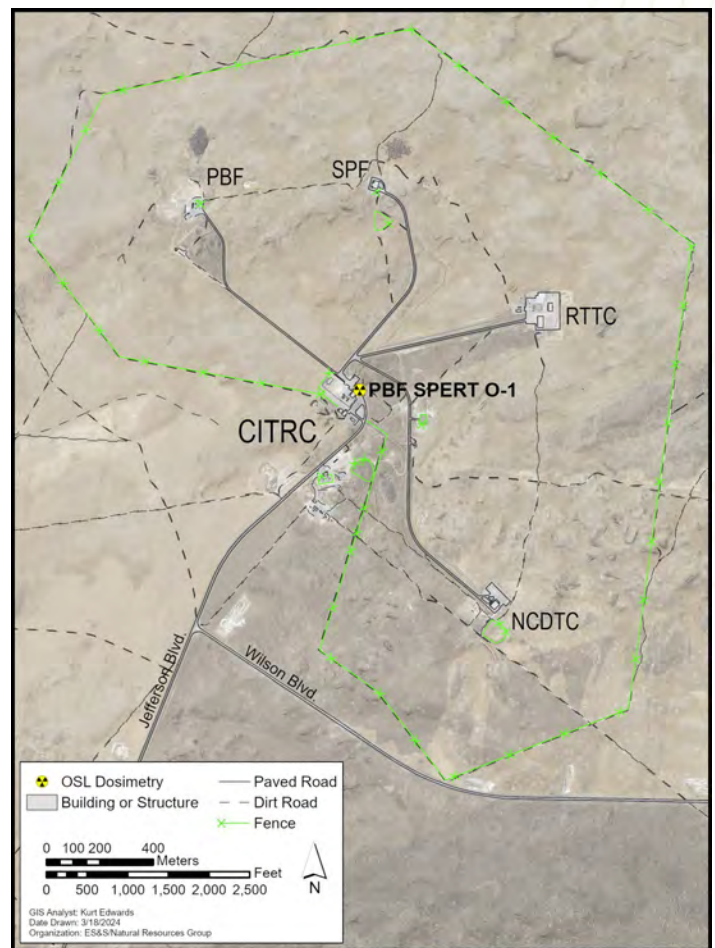 PBF
SPF
RTTC
PBF SPERT O-1
CITRC
NCDTC
Jefferson Blvd.
Wilson Blvd.
OSL Dosimetry
Building or Structure
Paved Road
Dirt Road
Fence
0 100 200 400
Meters
Feet
0 500 1,000 1,500 2,000 2,500
N
GIS Analyst: Kurt Edwards
Date Drawn: 3/18/2024
Organization: ES&S/Natural Resources Group